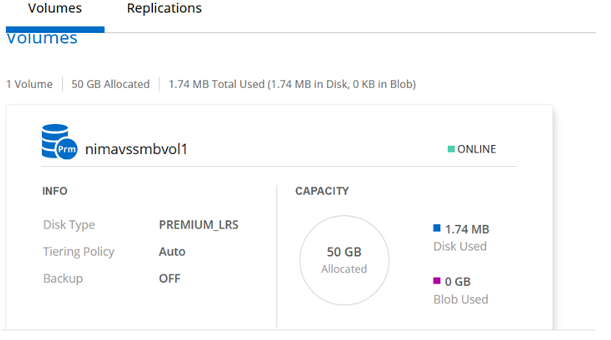 Volumes Replications
Volumes
1 Volume 50 GB Allocated 1.74 MB Total Used (1.74 MB in Disk, 0 KB in Blob)
Prm nimavssmbvol1 ONLINE
INFO CAPACITY
Disk Type PREMIUM_LRS
Tiering Policy Auto
Backup OFF
50 GB
Allocated
1.74 MB
Disk Used
0 GB
Blob Used